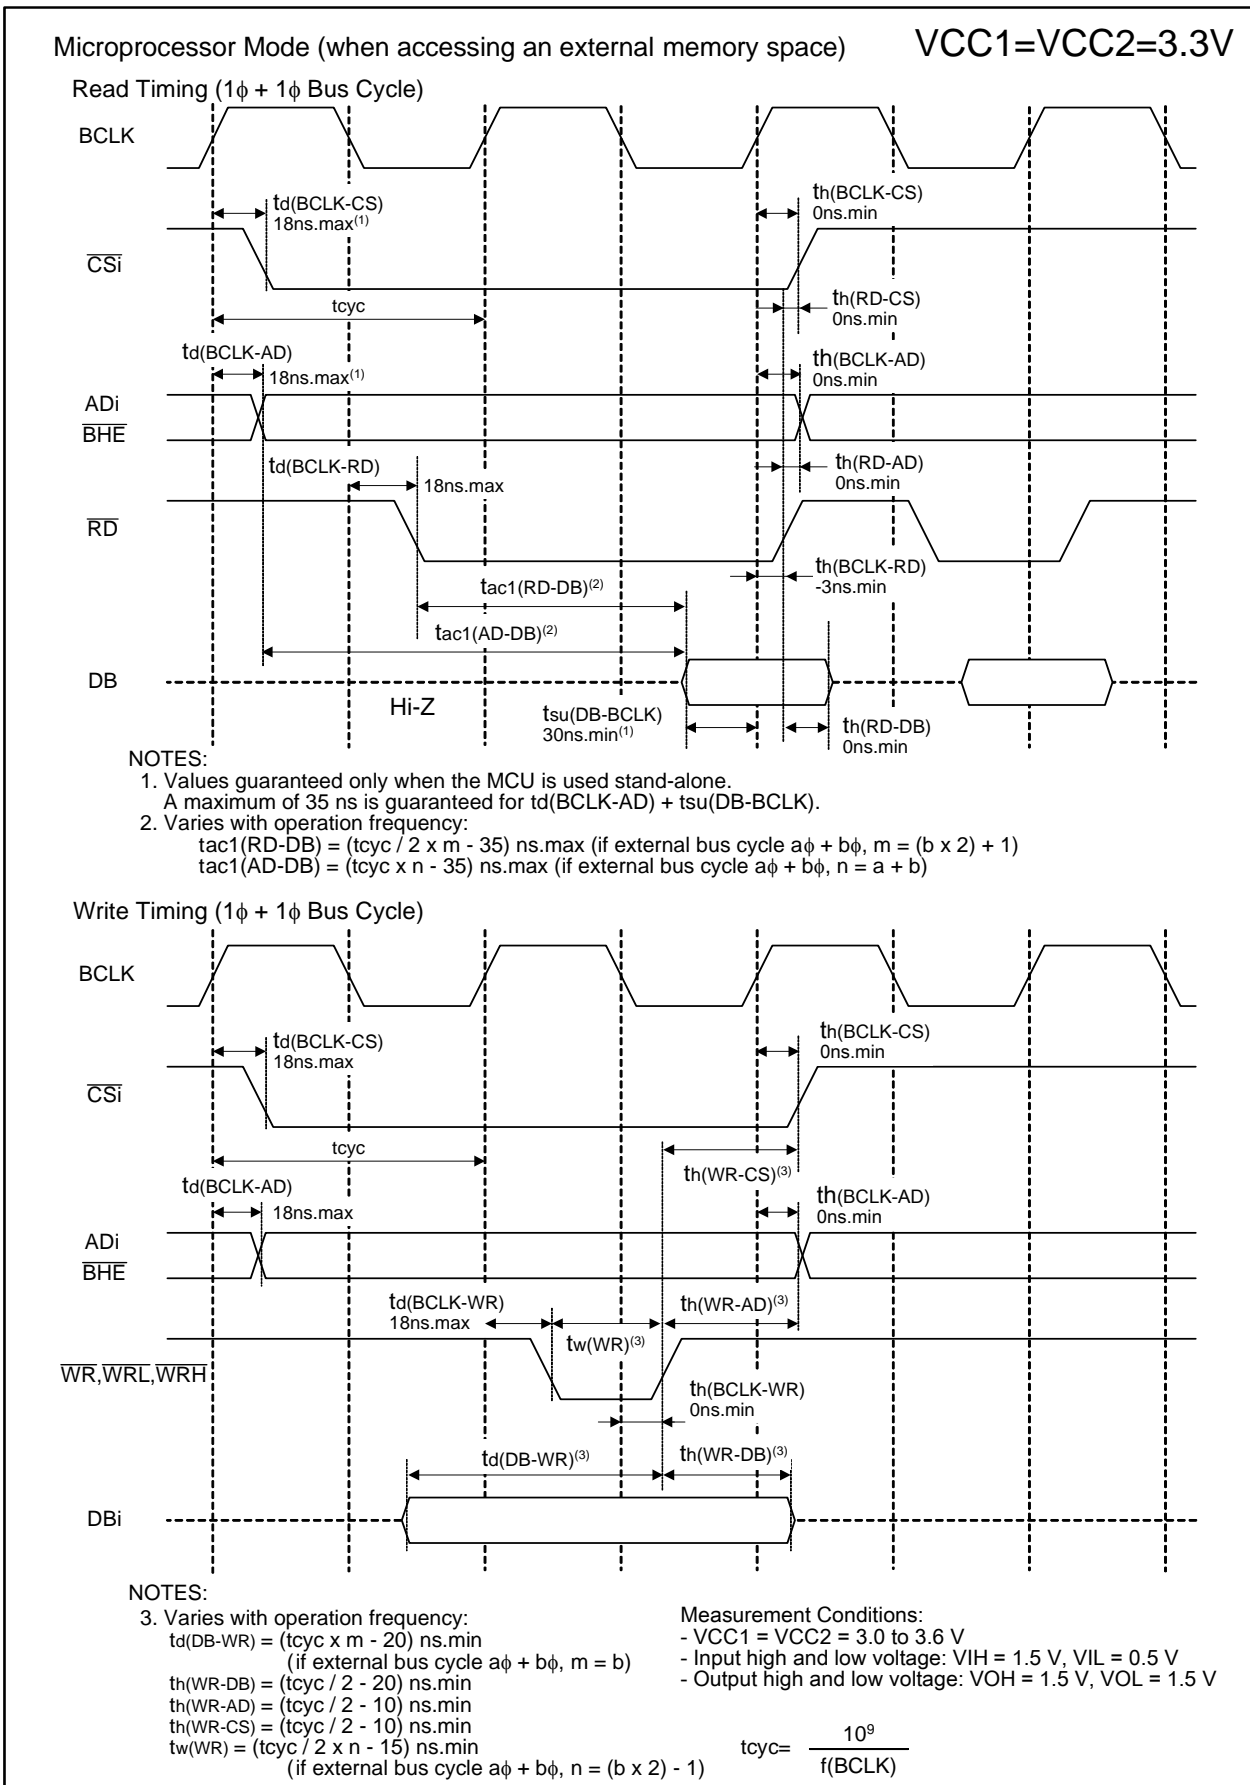 Microprocessor Mode (when accessing an external memory space)
VCC1=VCC2=3.3V
Read Timing (1ϕ + 1ϕ Bus Cycle)
BCLK
td(BCLK-CS)
18ns.max(1)
th(BCLK-CS)
0ns.min
CSi
tcyc
th(RD-CS)
0ns.min
td(BCLK-AD)
18ns.max(1)
th(BCLK-AD)
0ns.min
ADi
BHE
td(BCLK-RD)
18ns.max
th(RD-AD)
0ns.min
RD
th(BCLK-RD)
-3ns.min
tac1(RD-DB)(2)
tac1(AD-DB)(2)
DB
Hi-Z
tsu(DB-BCLK)
30ns.min(1)
th(RD-DB)
0ns.min
NOTES:
1. Values guaranteed only when the MCU is used stand-alone.
A maximum of 35 ns is guaranteed for td(BCLK-AD) + tsu(DB-BCLK).
2. Varies with operation frequency:
tac1(RD-DB) = (tcyc / 2 x m - 35) ns.max (if external bus cycle aϕ + bϕ, m = (b x 2) + 1)
tac1(AD-DB) = (tcyc x n - 35) ns.max (if external bus cycle aϕ + bϕ, n = a + b)
Write Timing (1ϕ + 1ϕ Bus Cycle)
BCLK
td(BCLK-CS)
18ns.max
th(BCLK-CS)
0ns.min
CSi
tcyc
th(WR-CS)(3)
td(BCLK-AD)
18ns.max
th(BCLK-AD)
0ns.min
ADi
BHE
td(BCLK-WR)
18ns.max
tw(WR)(3)
th(WR-AD)(3)
WR,WRL,WRH
th(BCLK-WR)
0ns.min
td(DB-WR)(3)
th(WR-DB)(3)
DBi
NOTES:
3. Varies with operation frequency:
td(DB-WR) = (tcyc x m - 20) ns.min
(if external bus cycle aϕ + bϕ, m = b)
th(WR-DB) = (tcyc / 2 - 20) ns.min
th(WR-AD) = (tcyc / 2 - 10) ns.min
th(WR-CS) = (tcyc / 2 - 10) ns.min
tw(WR) = (tcyc / 2 x n - 15) ns.min
(if external bus cycle aϕ + bϕ, n = (b x 2) - 1)
Measurement Conditions:
- VCC1 = VCC2 = 3.0 to 3.6 V
- Input high and low voltage: VIH = 1.5 V, VIL = 0.5 V
- Output high and low voltage: VOH = 1.5 V, VOL = 1.5 V
tcyc= 10⁹
f(BCLK)